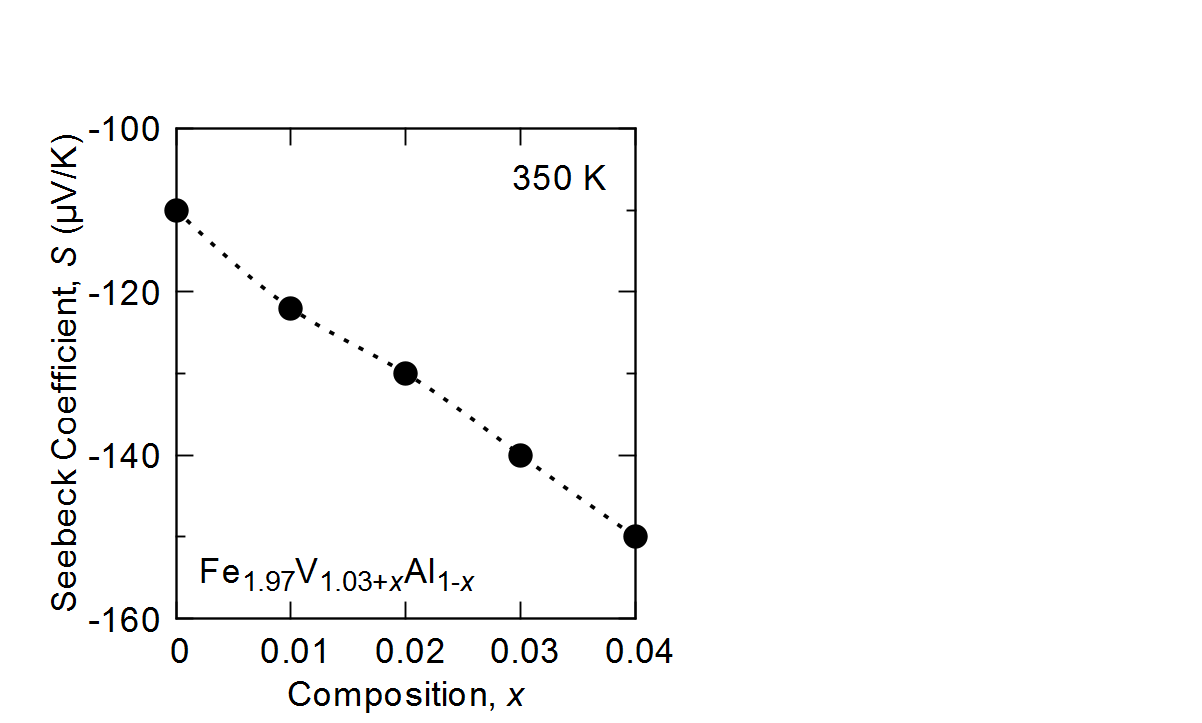 Seebeck Coefficient, S (µV/K)
-100
-120
-140
-160
350 K
Fe1.97V1.03+xAl1-x
0 0.01 0.02 0.03 0.04
Composition, x